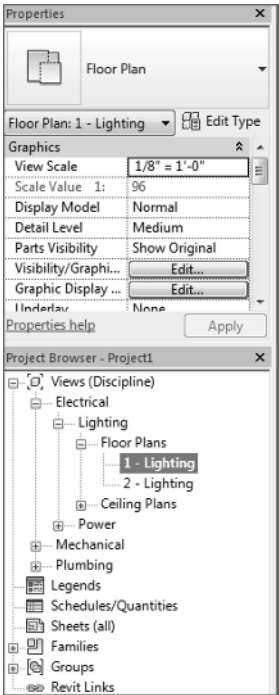 Properties
Floor Plan
Floor Plan: 1 - Lighting
Edit Type
Graphics
View Scale 1/8" = 1'-0"
Scale Value 1: 96
Display Model Normal
Detail Level Medium
Parts Visibility Show Original
Visibility/Graphi... Edit...
Graphic Display ... Edit...
Underlay None
Properties help Apply
Project Browser - Project1
Views (Discipline)
Electrical
Lighting
Floor Plans
1 - Lighting
2 - Lighting
Ceiling Plans
Power
Mechanical
Plumbing
Legends
Schedules/Quantities
Sheets (all)
Families
Groups
Revit Links